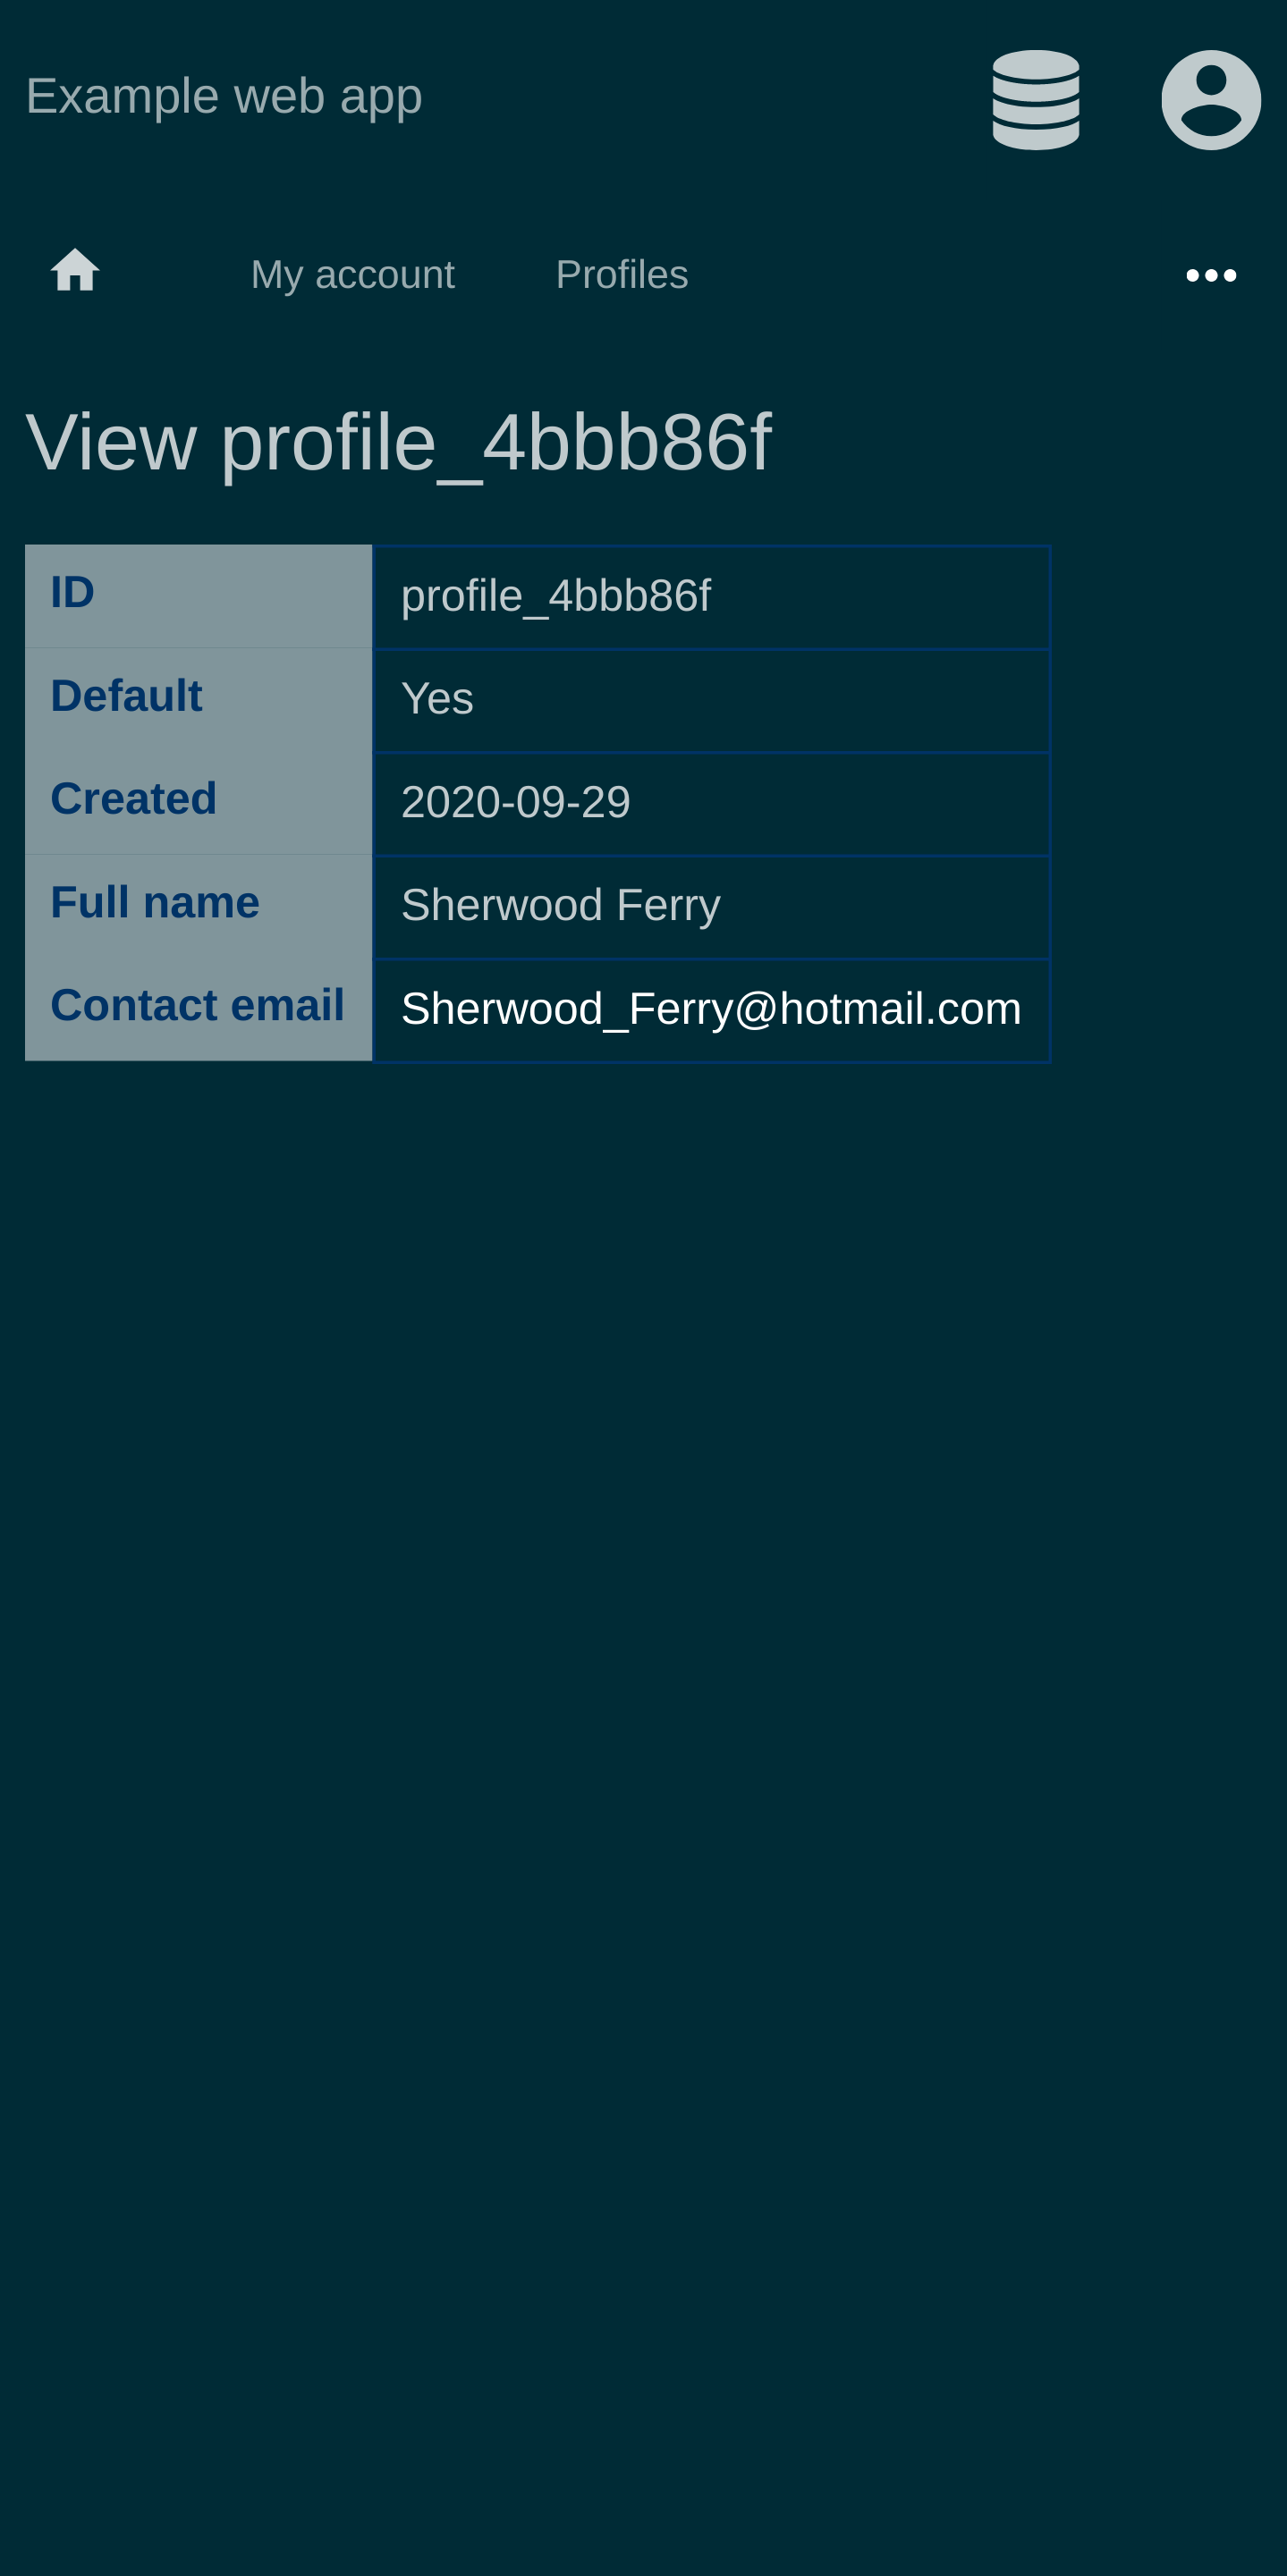 Example web app
My account Profiles
View profile_4bbb86f
ID profile_4bbb86f
Default Yes
Created 2020-09-29
Full name Sherwood Ferry
Contact email Sherwood_Ferry@hotmail.com